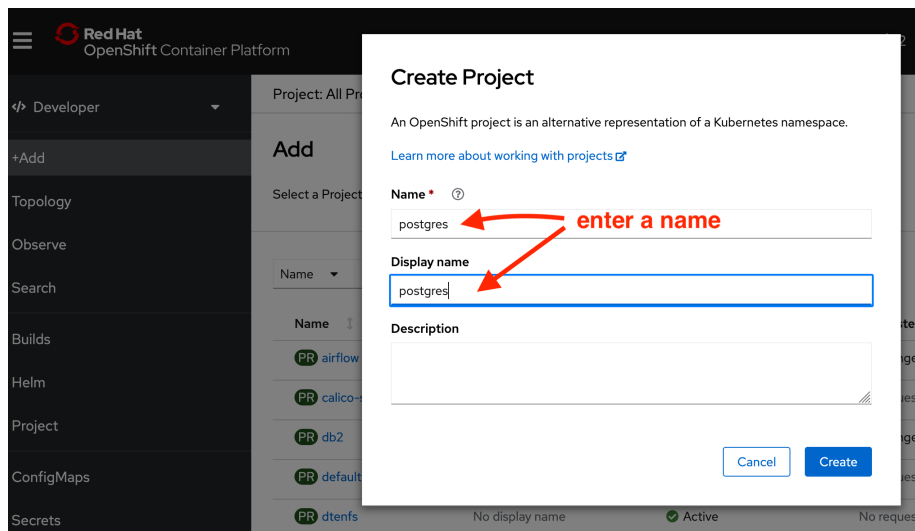 Red Hat
OpenShift Container Platform
</> Developer
+Add
Topology
Observe
Search
Builds
Helm
Project
ConfigMaps
Secrets
Project: All
Add
Select a Project
Name
Name
PR airflow
PR
PR db2
PR default
PR dtenfs No display name Active No
Create Project
An OpenShift project is an alternative representation of a Kubernetes namespace.
Learn more about working with projects
Name *
postgres
enter a name
Display name
postgres
Description
Cancel Create